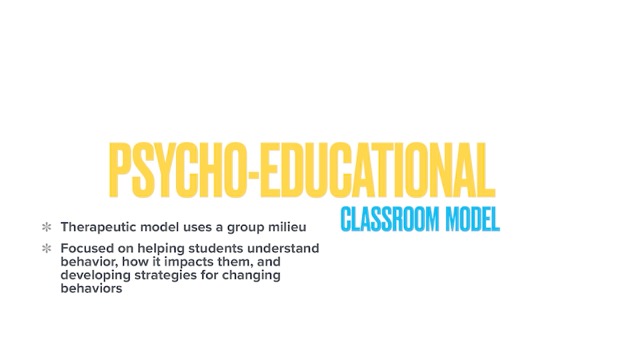 PSYCHO-EDUCATIONAL
CLASSROOM MODEL
✻ Therapeutic model uses a group milieu
✻ Focused on helping students understand
behavior, how it impacts them, and
developing strategies for changing
behaviors